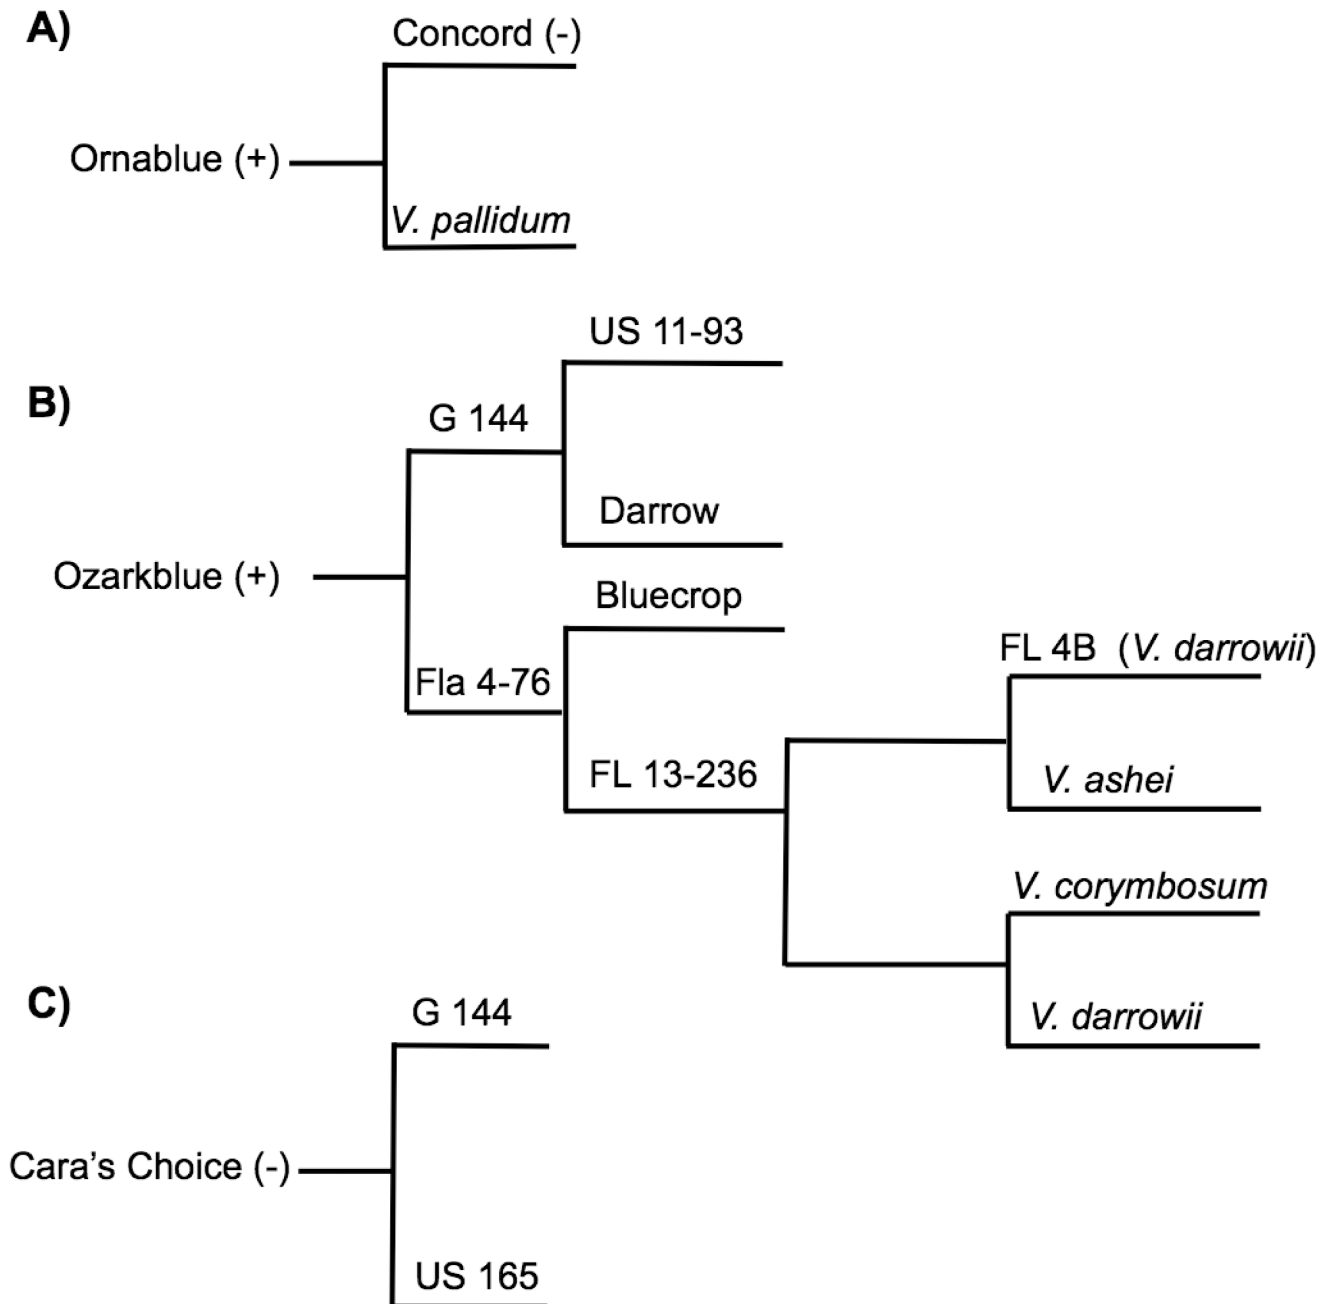 A)
Concord (-)
Ornablue (+)
V. pallidum
B)
US 11-93
G 144
Darrow
Ozarkblue (+)
Bluecrop
Fla 4-76
FL 4B (V. darrowii)
FL 13-236
V. ashei
V. corymbosum
V. darrowii
C)
G 144
Cara's Choice (-)
US 165